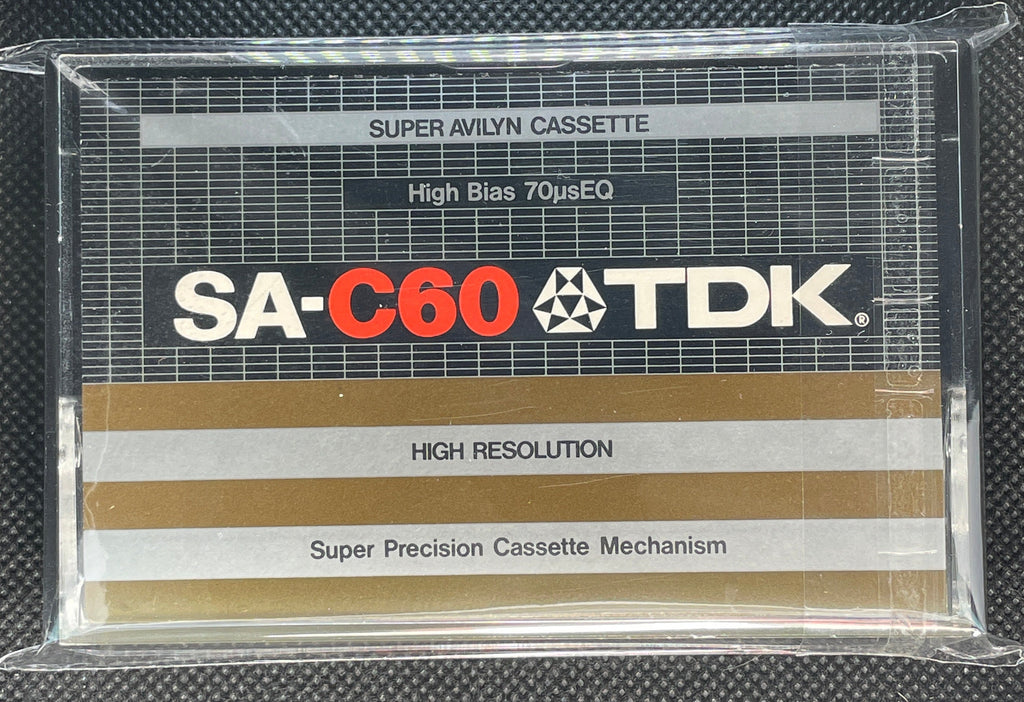 SUPER AVILYN CASSETTE
High Bias 70µsEQ
SA-C60 TDK®
HIGH RESOLUTION
Super Precision Cassette Mechanism